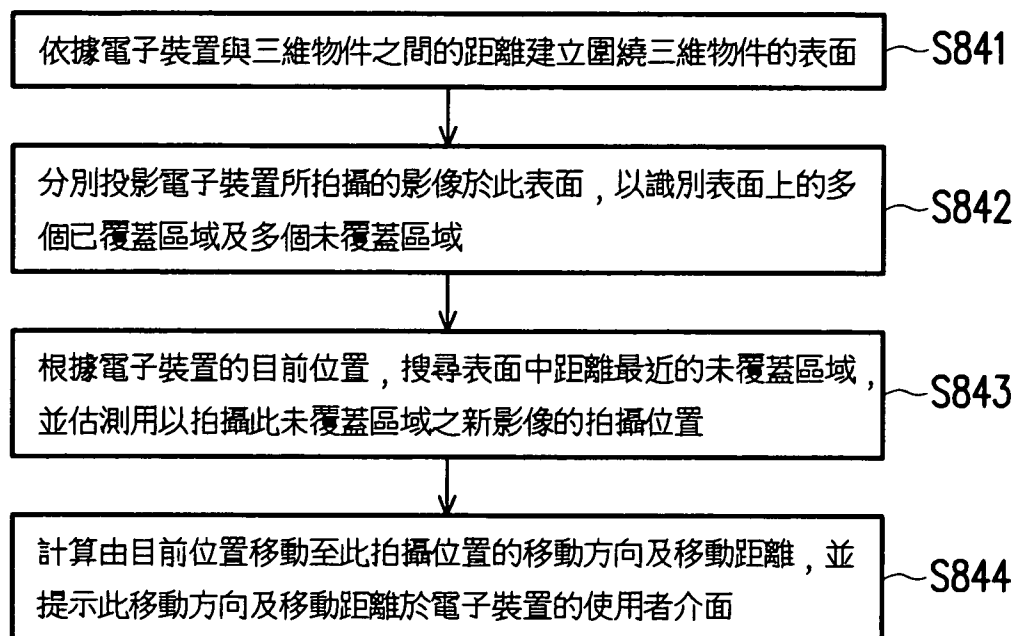 依據電子裝置與三維物件之間的距離建立圍繞三維物件的表面
S841
分別投影電子裝置所拍攝的影像於此表面，以識別表面上的多
個已覆蓋區域及多個未覆蓋區域
S842
根據電子裝置的目前位置，搜尋表面中距離最近的未覆蓋區域，
並估測用以拍攝此未覆蓋區域之新影像的拍攝位置
S843
計算由目前位置移動至此拍攝位置的移動方向及移動距離，並
提示此移動方向及移動距離於電子裝置的使用者介面
S844